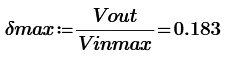 δmax := Vout / Vinmax = 0.183